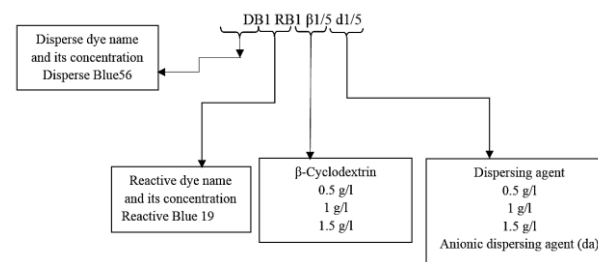 DB1 RB1 β1/5 d1/5
Disperse dye name
and its concentration
Disperse Blue56
Reactive dye name
and its concentration
Reactive Blue 19
β-Cyclodextrin
0.5 g/l
1 g/l
1.5 g/l
Dispersing agent
0.5 g/l
1 g/l
1.5 g/l
Anionic dispersing agent (da)